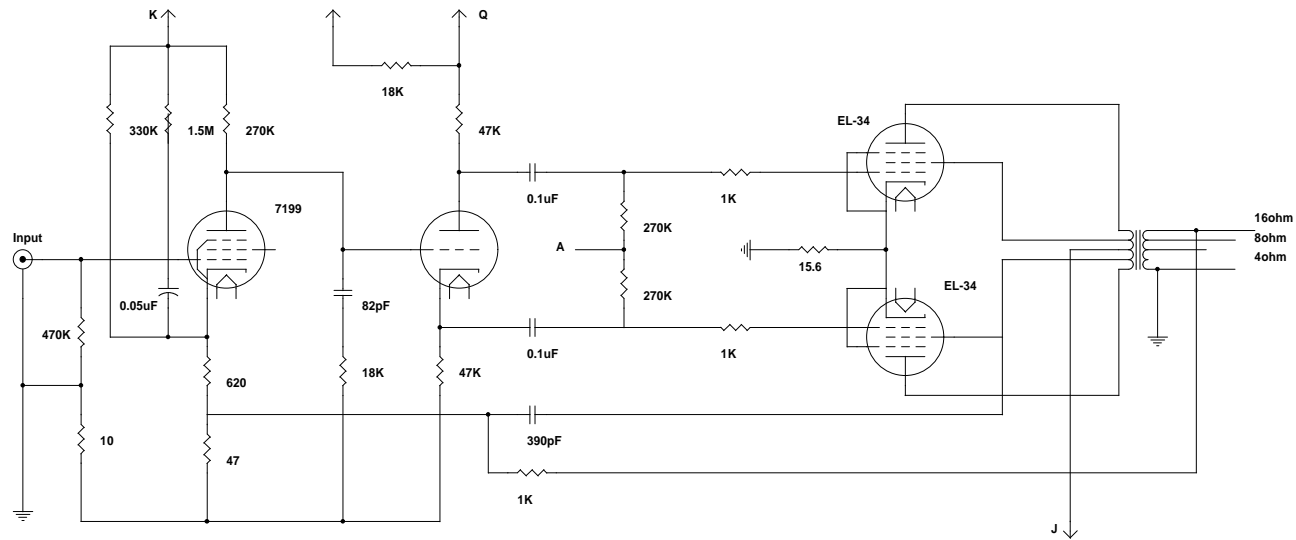 K
Q
18K
330K
1.5M
270K
47K
EL-34
7199
0.1uF
1K
Input
270K
A
16ohm
8ohm
4ohm
15.6
0.05uF
82pF
270K
EL-34
470K
0.1uF
1K
620
18K
47K
10
47
390pF
1K
J